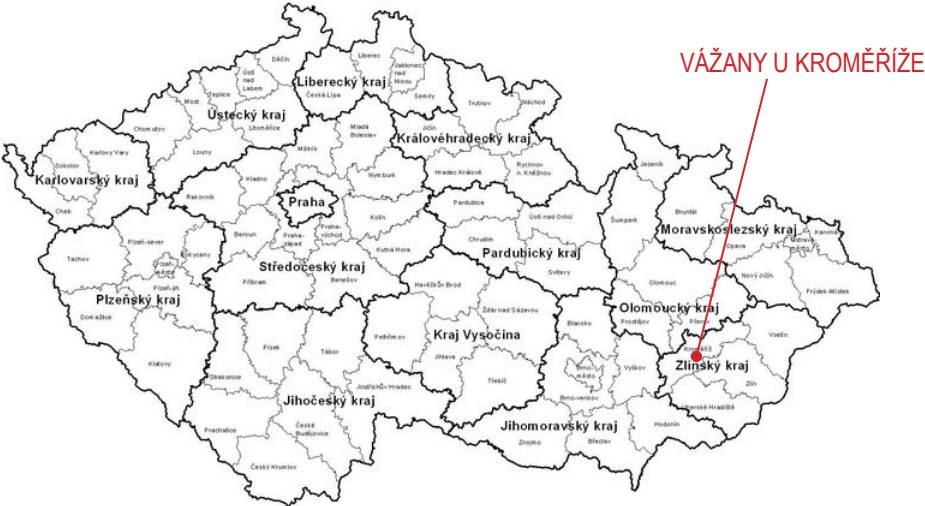 VÁŽANY U KROMĚŘÍŽE
Děčín
Liberec
Ústí
nad
Labem
Jablonec
nad
Nisou
Liberecký kraj
Teplice
Česká Lípa
Semily
Most
Trutnov
Náchod
Ústecký kraj
Chomutov
Litoměřice
Mladá
Boleslav
Jičín
Královéhradecký kraj
Louny
Mělník
Karlovy Vary
Sokolov
Karlovarský kraj
Kladno
Nymburk
Hradec Králové
Rychnov
n. Kněžnou
Jeseník
Rakovník
Praha
Pardubice
Cheb
Kolín
Ústí nad Orlicí
Šumperk
Bruntál
Moravskoslezský kraj
Karviná
Ostrava-
město
Opava
Beroun
Praha-
západ
Praha-
východ
Chrudim
Pardubický kraj
Plzeň-sever
Rokycany
Kutná Hora
Tachov
Plzeň-
město
Středočeský kraj
Svitavy
Nový Jičín
Příbram
Benešov
Havlíčkův Brod
Olomouc
Frýdek-Místek
Plzeň-jih
Plzeňský kraj
Žďár nad Sázavou
Olomoucký kraj
Domažlice
Blansko
Prostějov
Přerov
Pelhřimov
Kraj Vysočina
Vsetín
Písek
Tábor
Kroměříž
Klatovy
Jihlava
Brno-
město
Vyškov
Zlínský kraj
Strakonice
Třebíč
Zlín
Jindřichův Hradec
Jihočeský kraj
Brno-venkov
Uherské Hradiště
Prachatice
České
Budějovice
Jihomoravský kraj
Hodonín
Znojmo
Břeclav
Český Krumlov